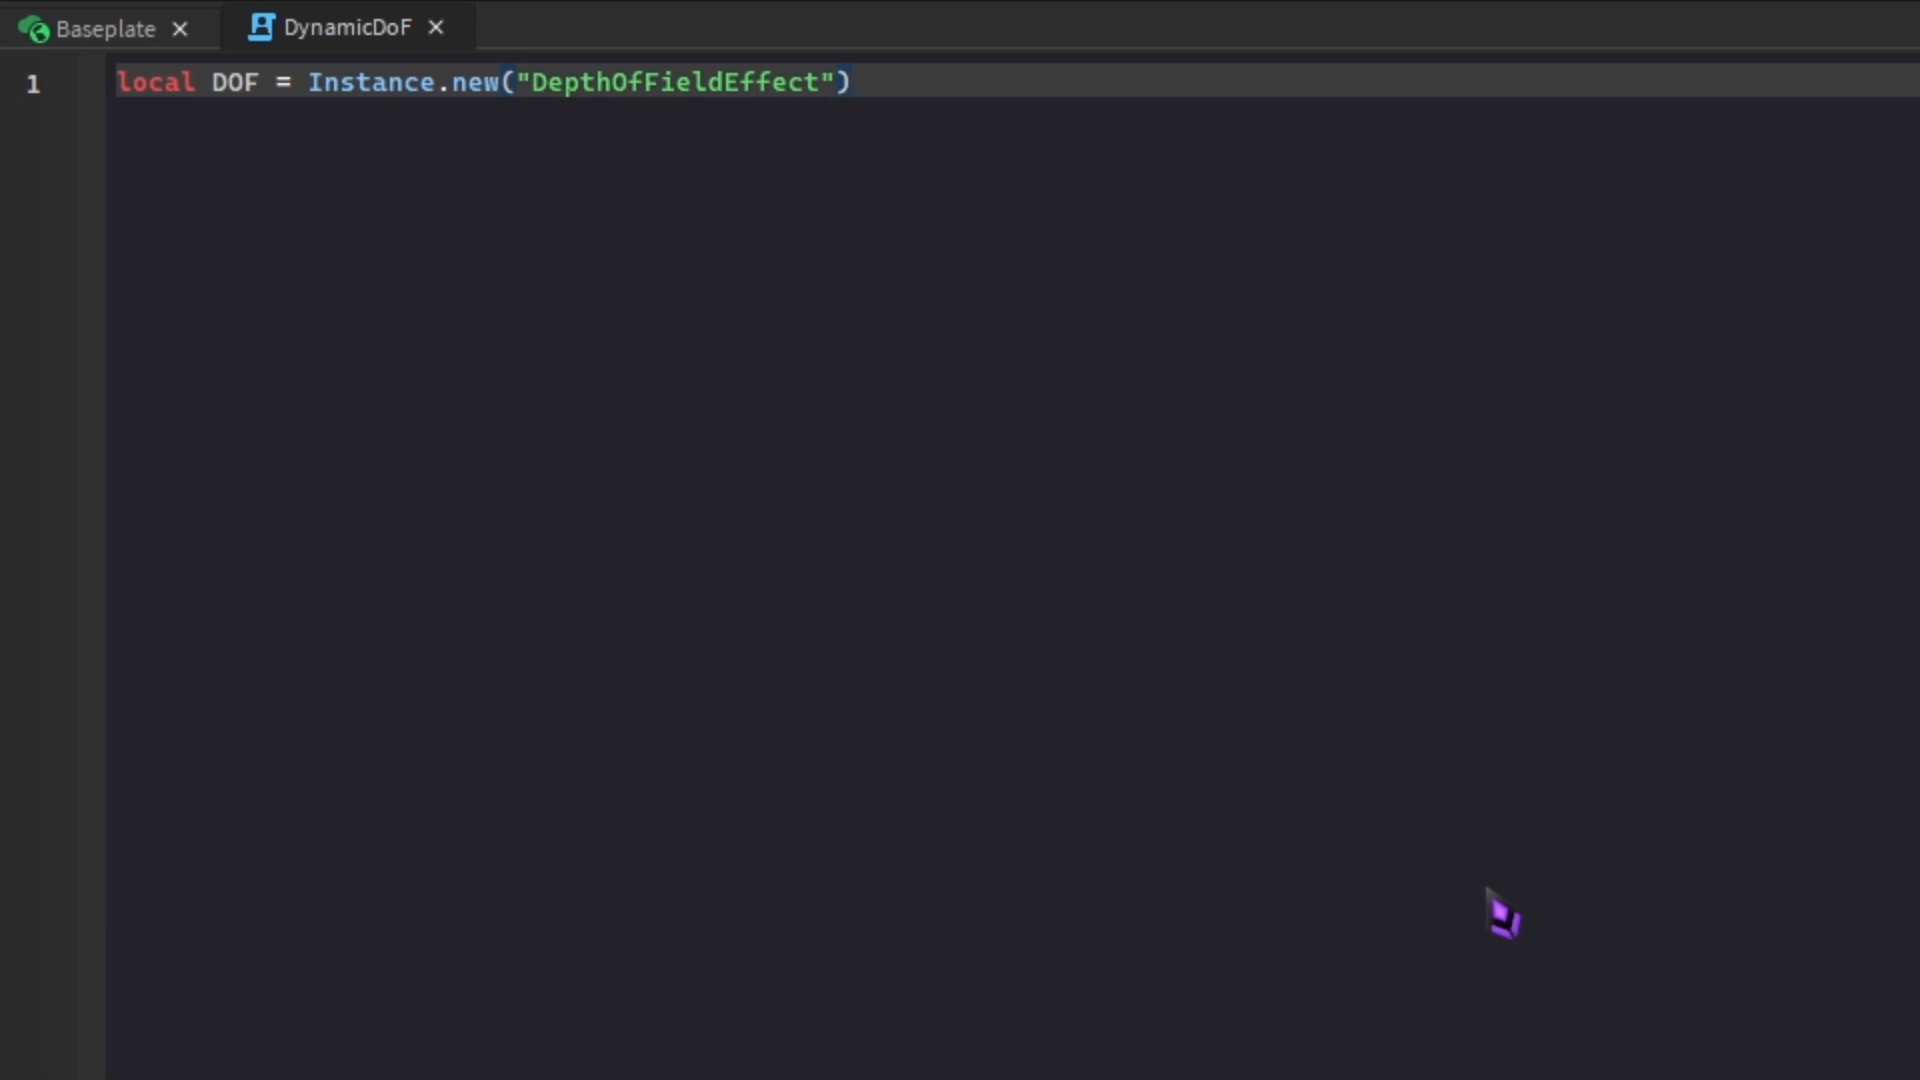 Baseplate DynamicDoF
1 local DOF = Instance.new("DepthOfFieldEffect")